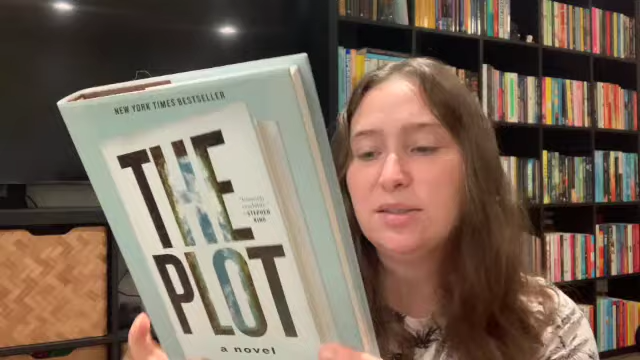 NEW YORK TIMES BESTSELLER
THE
—STEPHEN
KING
PLOT
a novel